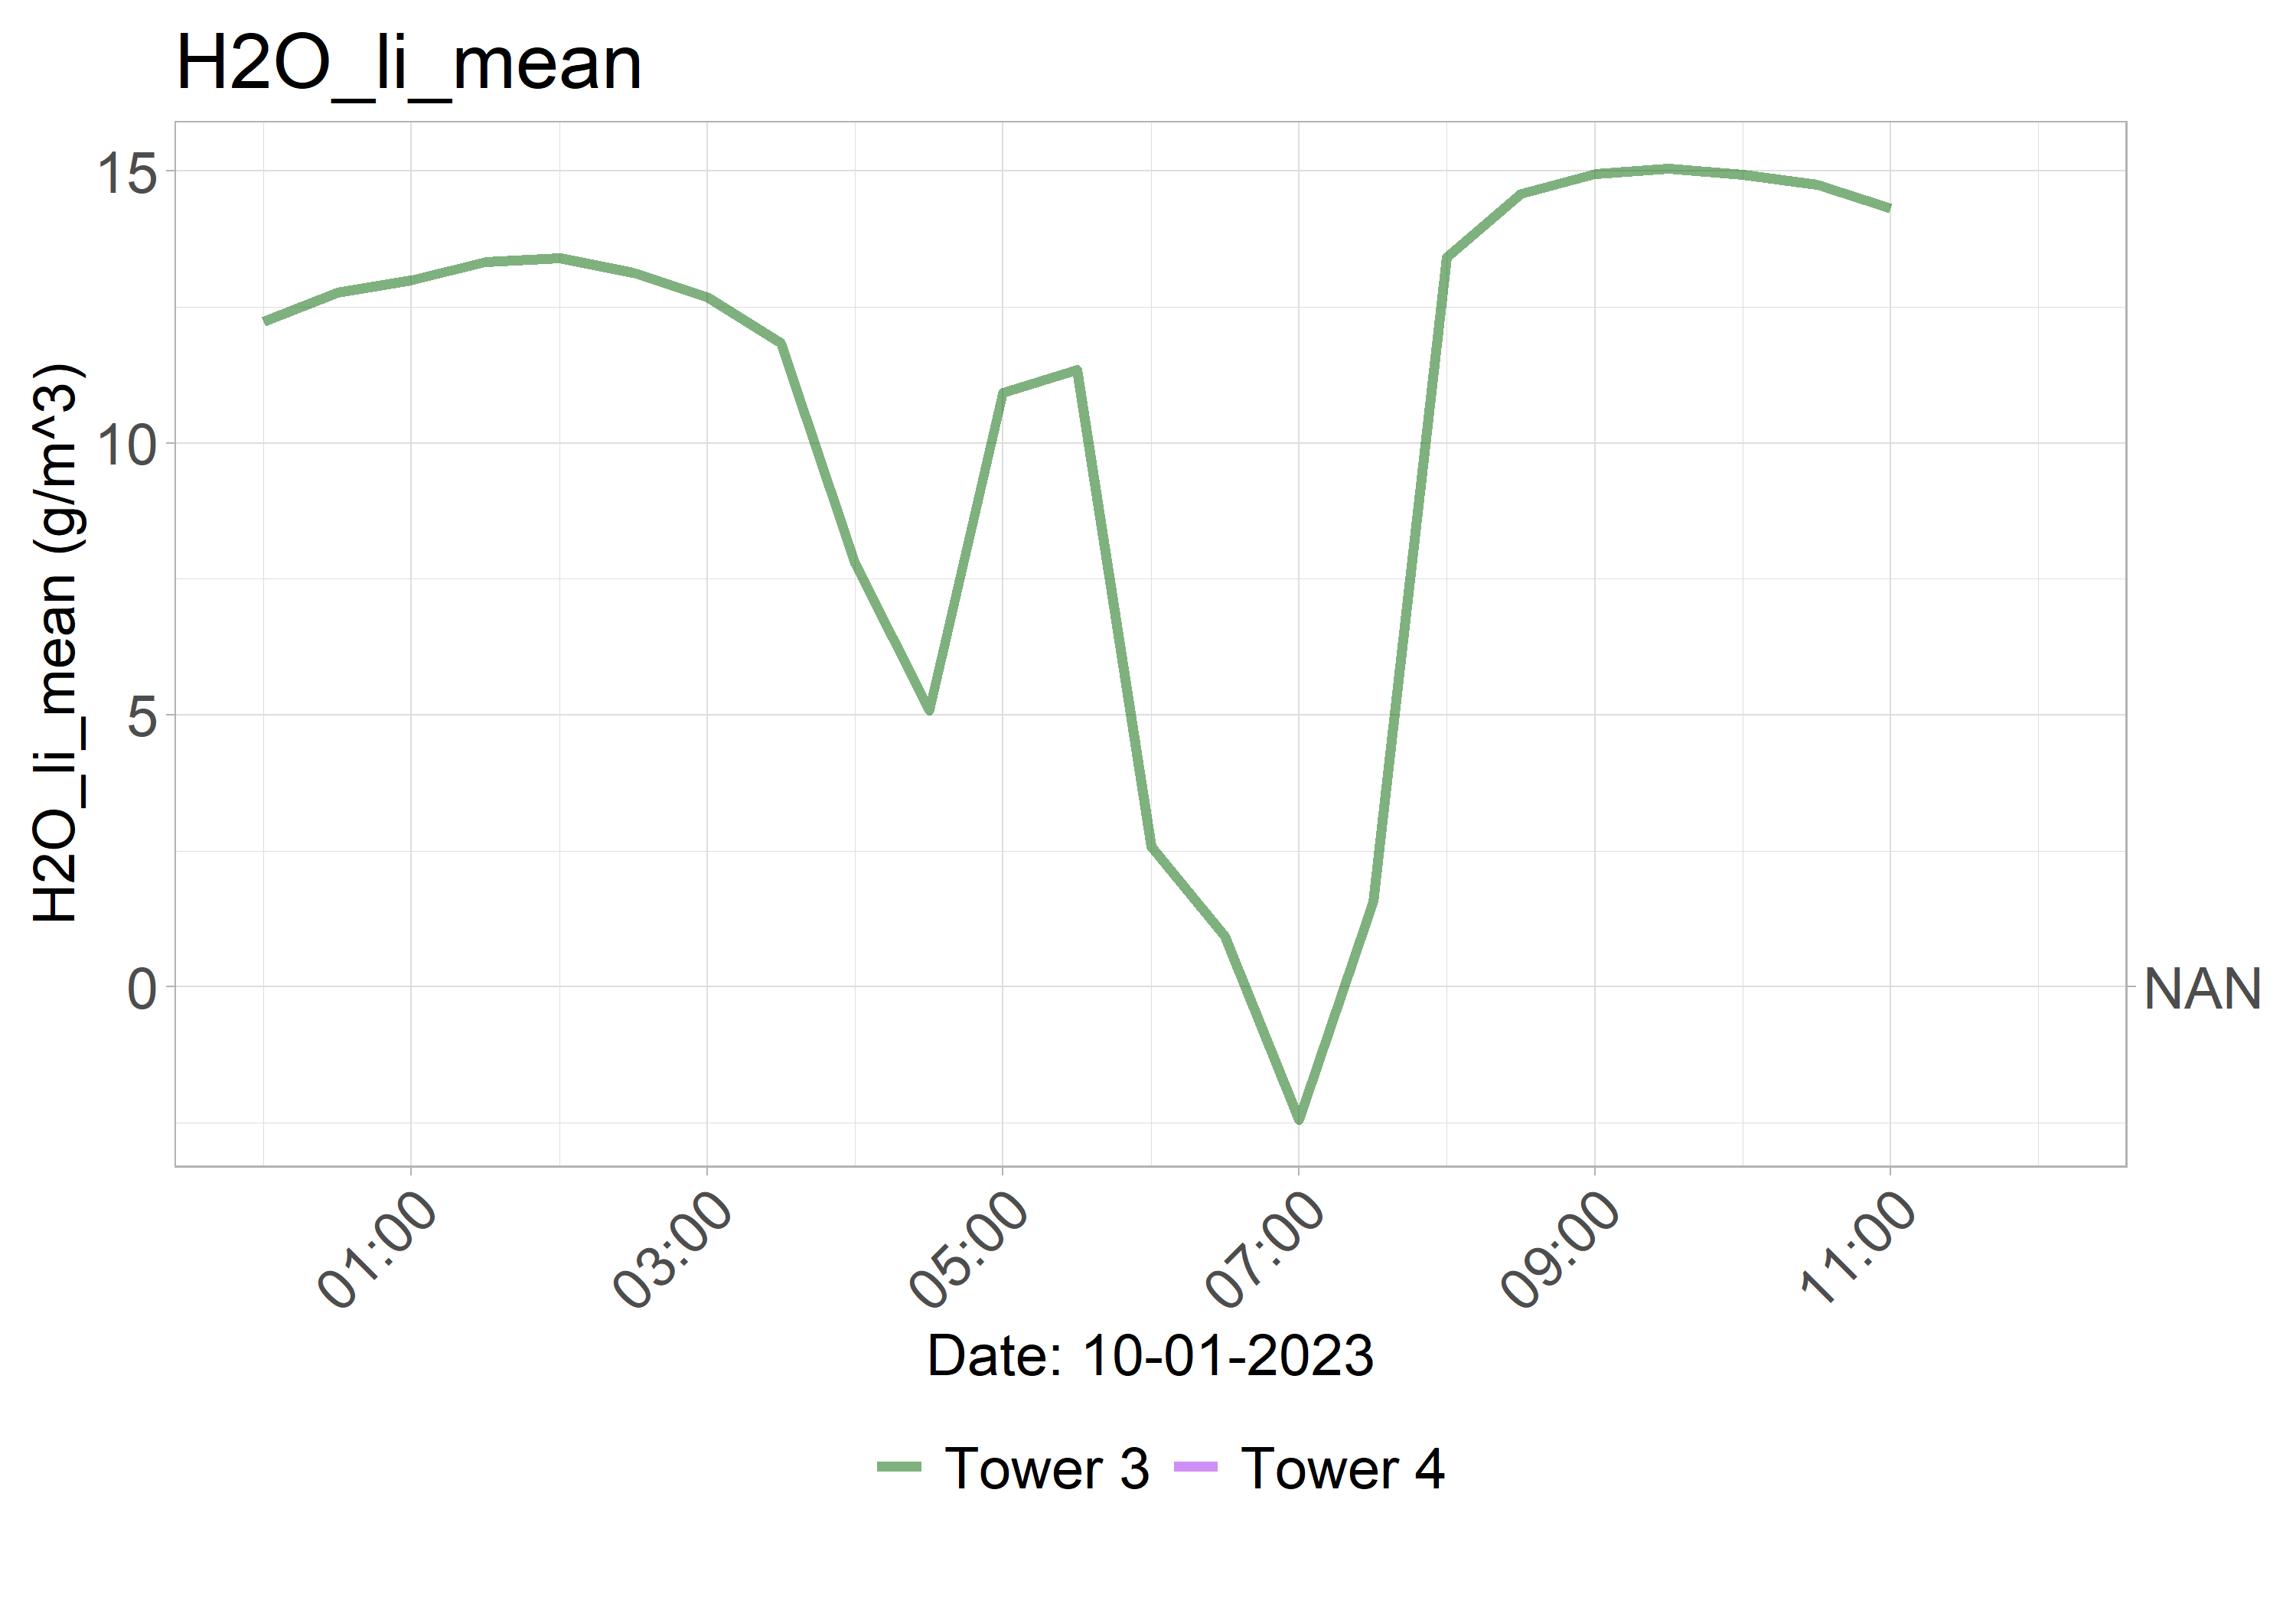 H2O_li_mean
H2O_li_mean (g/m^3)
15
10
5
0
NAN
01:00
03:00
05:00
07:00
09:00
11:00
Date: 10-01-2023
Tower 3
Tower 4